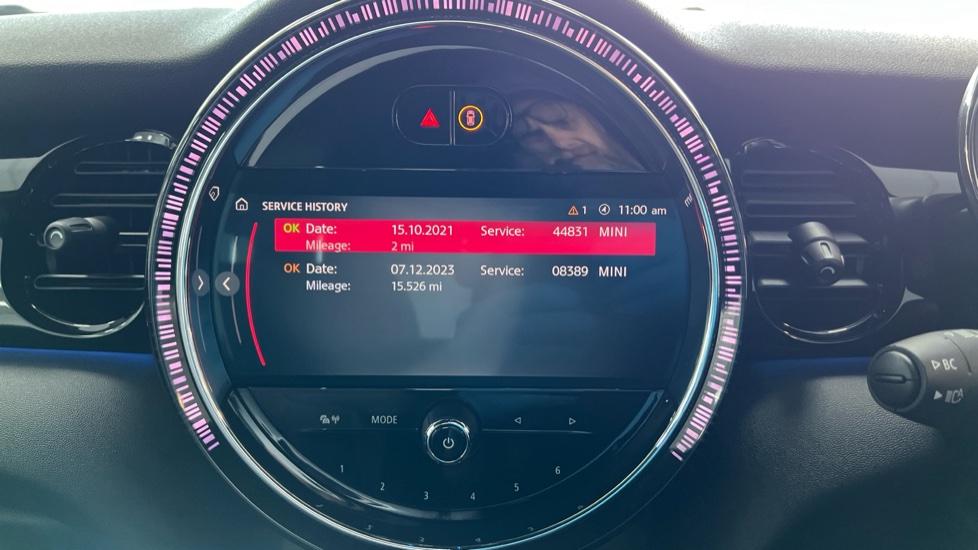 SERVICE HISTORY 1 11:00 am
OK Date: 15.10.2021 Service: 44831 MINI
Mileage: 2 mi
OK Date: 07.12.2023 Service: 08389 MINI
Mileage: 15.526 mi
MODE
1 2 3 4 5 6
BC